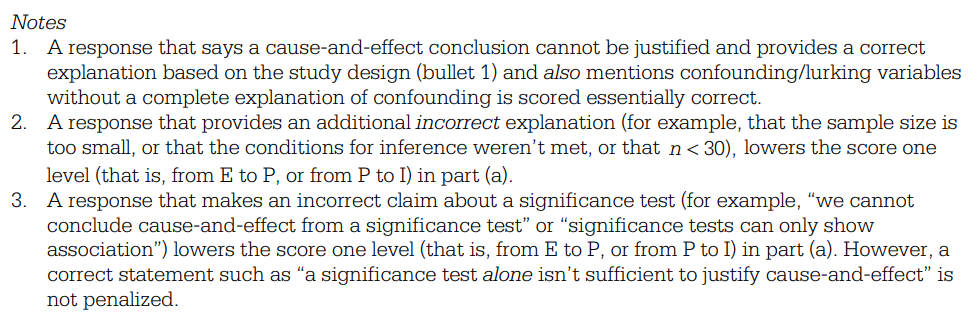 Notes
1. A response that says a cause-and-effect conclusion cannot be justified and provides a correct
explanation based on the study design (bullet 1) and also mentions confounding/lurking variables
without a complete explanation of confounding is scored essentially correct.
2. A response that provides an additional incorrect explanation (for example, that the sample size is
too small, or that the conditions for inference weren't met, or that n < 30), lowers the score one
level (that is, from E to P, or from P to I) in part (a).
3. A response that makes an incorrect claim about a significance test (for example, “we cannot
conclude cause-and-effect from a significance test” or “significance tests can only show
association”) lowers the score one level (that is, from E to P, or from P to I) in part (a). However, a
correct statement such as “a significance test alone isn't sufficient to justify cause-and-effect” is
not penalized.